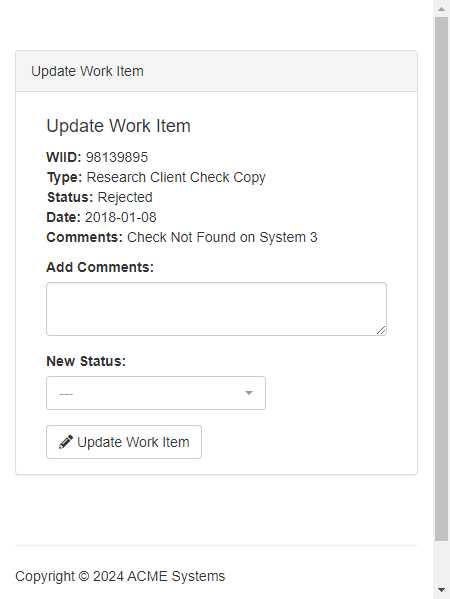 Update Work Item
Update Work Item
WIID: 98139895
Type: Research Client Check Copy
Status: Rejected
Date: 2018-01-08
Comments: Check Not Found on System 3
Add Comments:
New Status:
---
Update Work Item
Copyright © 2024 ACME Systems